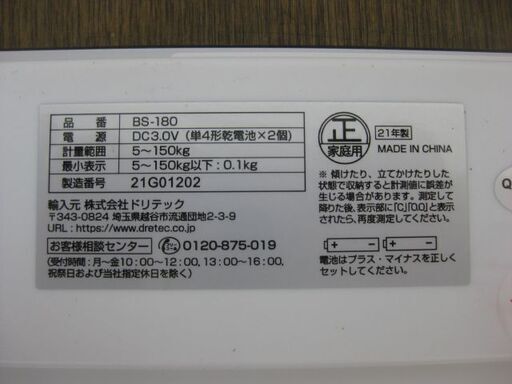 品 番 BS-180
電 源 DC3.0V（単4形乾電池×2個）
計量範囲 5～150kg
最小表示 5～150kg以下：0.1kg
製造番号 21G01202
輸入元 株式会社ドリテック
〒343-0824 埼玉県越谷市流通団地2-3-9
URL：https://www.dretec.co.jp
お客様相談センター 0120-875-019
（受付時間：月～金10：00～12：00, 13：00～16：00,
祝祭日および当社指定休日を除く）
正
家庭用
21年製
MADE IN CHINA
※ 傾けたり、立てかけたりした
状態で収納すると計測値に誤差
が生じることがあります。測定して
降りた後、表示部に「C」「0.0」と表示
されたら、再度測定してください。
電池はプラス・マイナスを正しく
セットしてください。
Q